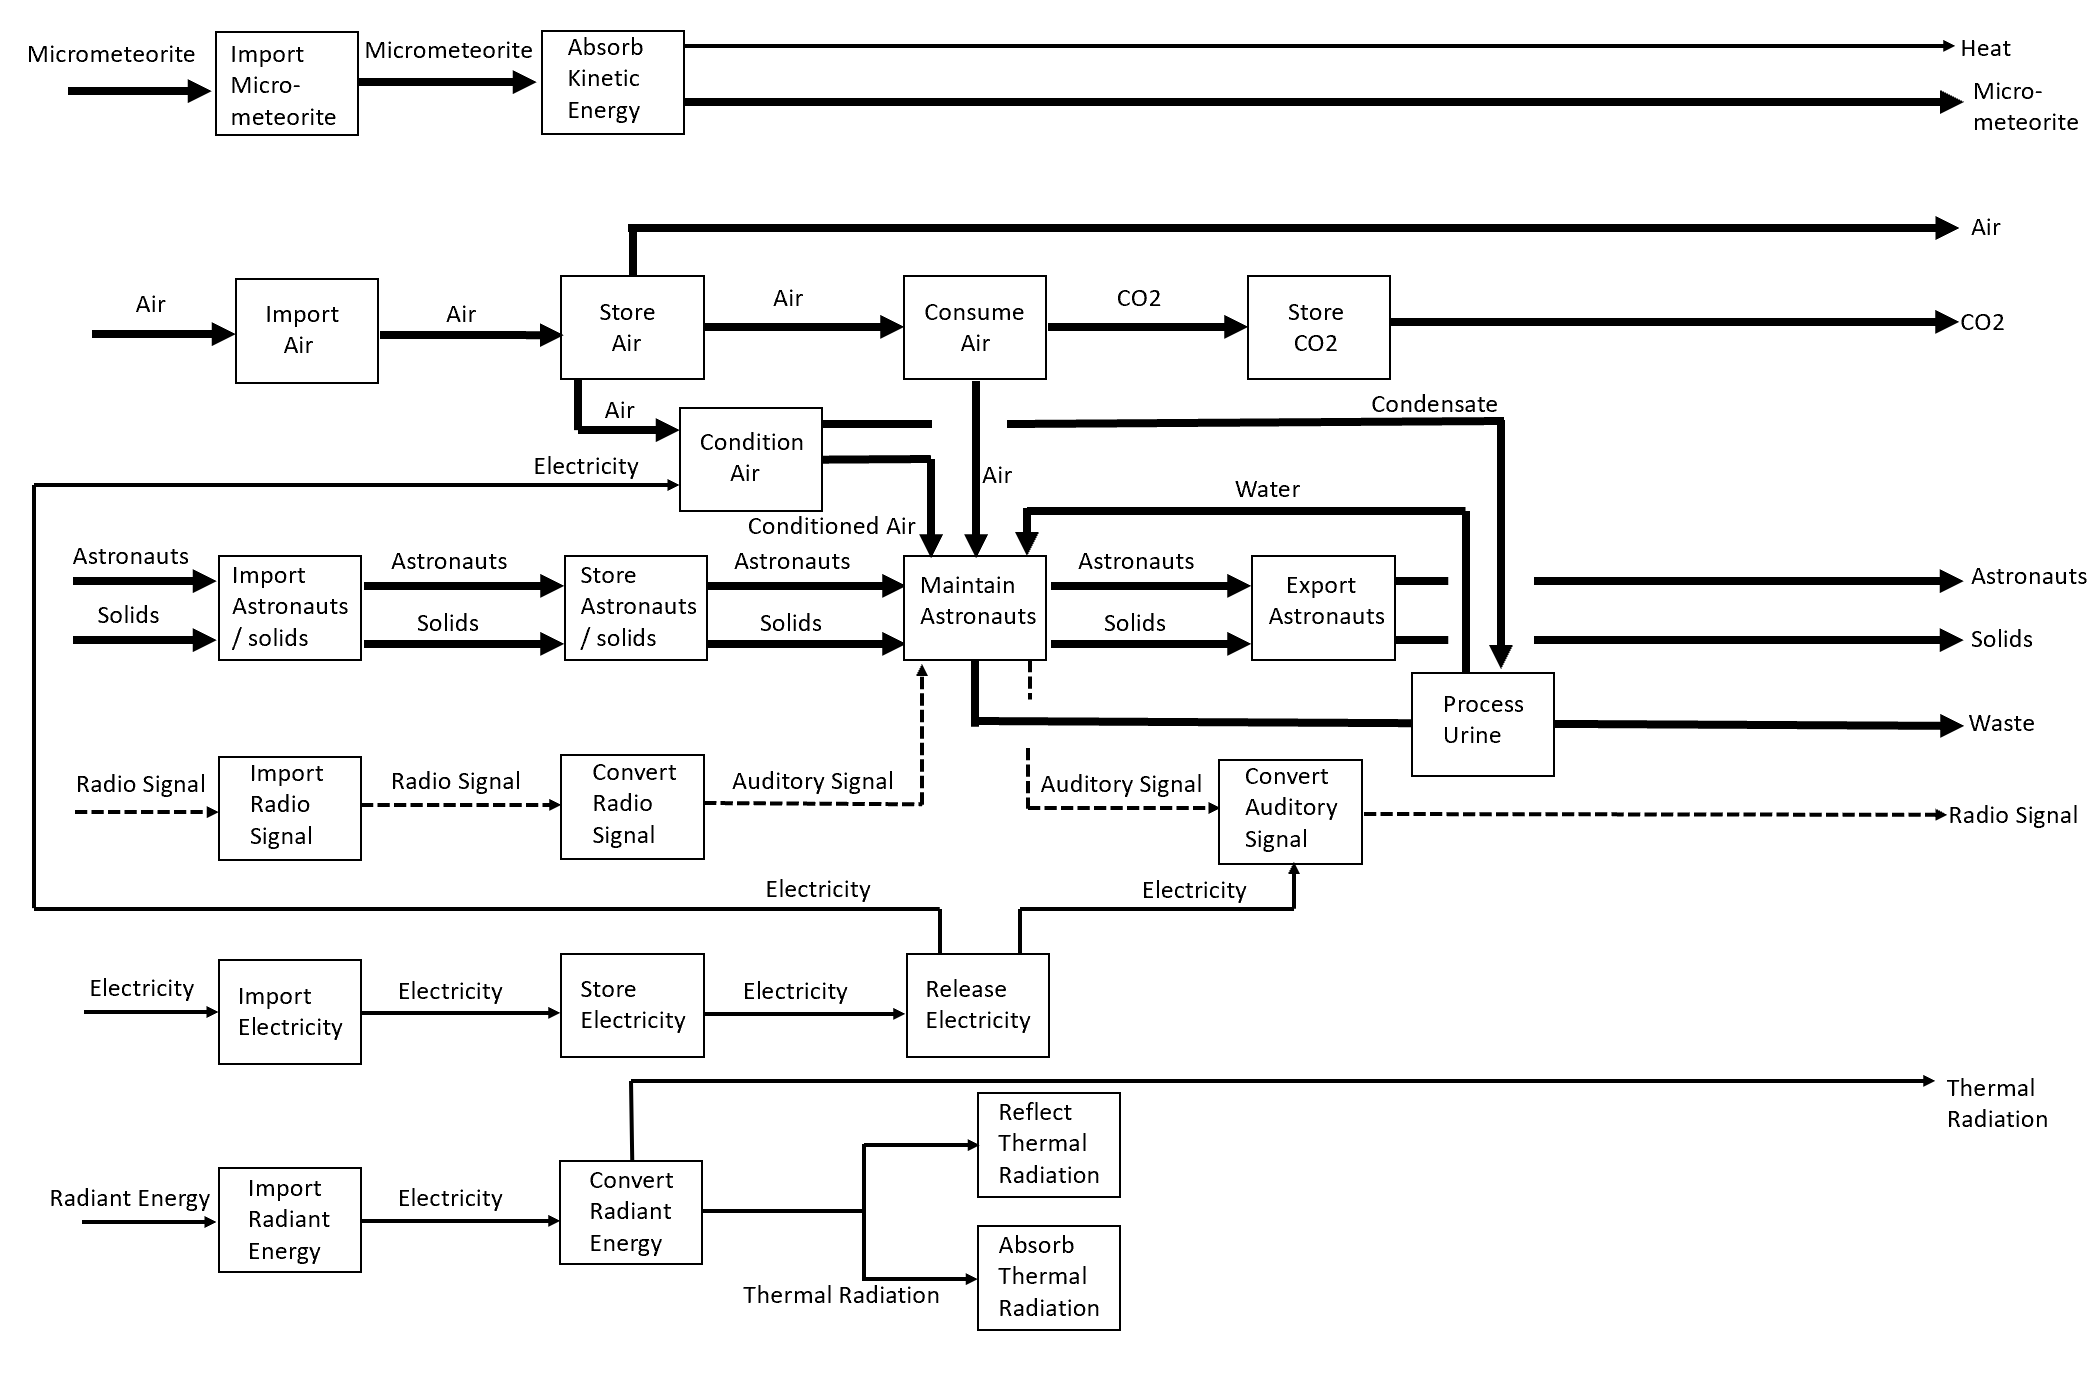 Micrometeorite
Import
Micro-
meteorite
Micrometeorite
Absorb
Kinetic
Energy
Heat
Micro-
meteorite
Air
Air
Import
Air
Air
Store
Air
Air
Consume
Air
CO2
Store
CO2
CO2
Air
Condition
Air
Electricity
Condensate
Air
Water
Conditioned Air
Astronauts
Solids
Import
Astronauts
/ solids
Astronauts
Solids
Store
Astronauts
/ solids
Astronauts
Solids
Maintain
Astronauts
Astronauts
Solids
Export
Astronauts
Astronauts
Solids
Process
Urine
Waste
Radio Signal
Import
Radio
Signal
Radio Signal
Convert
Radio
Signal
Auditory Signal
Auditory Signal
Convert
Auditory
Signal
Radio Signal
Electricity
Electricity
Electricity
Import
Electricity
Electricity
Store
Electricity
Electricity
Release
Electricity
Thermal
Radiation
Radiant Energy
Import
Radiant
Energy
Electricity
Convert
Radiant
Energy
Reflect
Thermal
Radiation
Thermal Radiation
Absorb
Thermal
Radiation